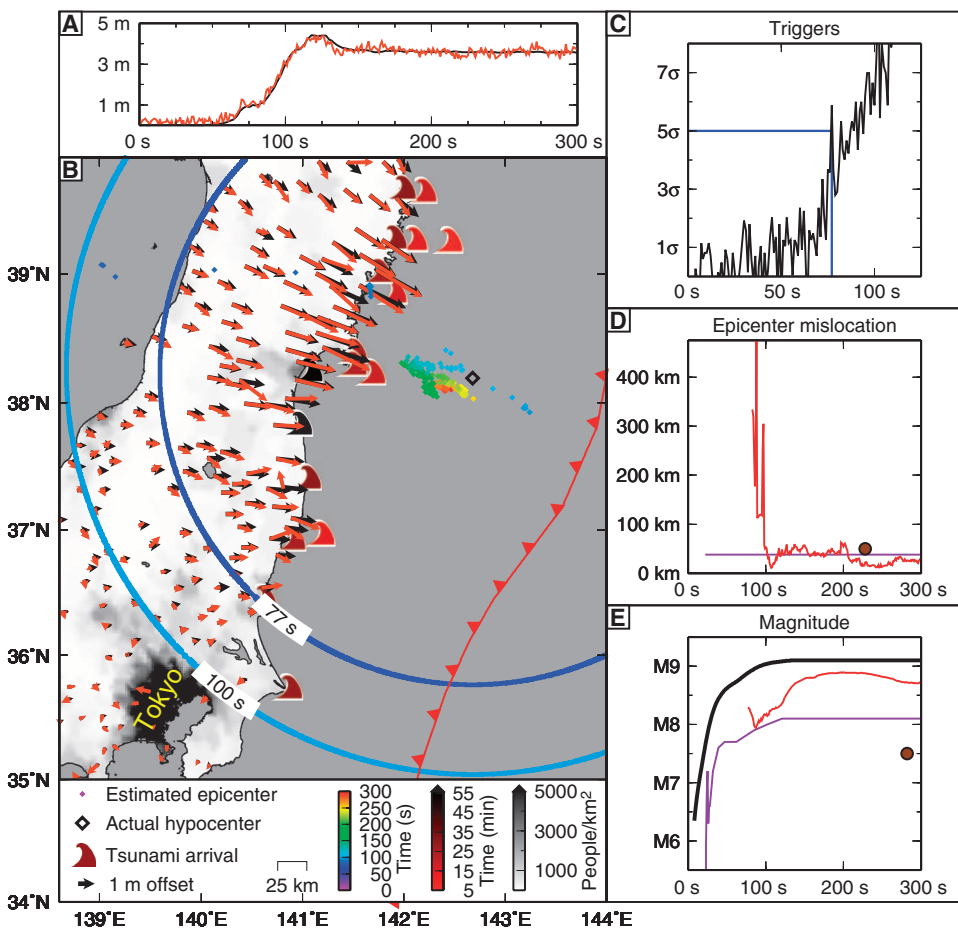 A
5 m
3 m
1 m
0 s
100 s
200 s
300 s
B
39°N
38°N
37°N
36°N
35°N
34°N
77 s
100 s
Tokyo
Estimated epicenter
Actual hypocenter
Tsunami arrival
1 m offset
25 km
300
250
200
150
100
50
0
Time (s)
55
45
35
25
15
5
Time (min)
5000
3000
1000
People/km²
139°E
140°E
141°E
142°E
143°E
144°E
C
Triggers
7σ
5σ
3σ
1σ
0 s
50 s
100 s
D
Epicenter mislocation
400 km
300 km
200 km
100 km
0 km
0 s
100 s
200 s
300 s
E
Magnitude
M9
M8
M7
M6
0 s
100 s
200 s
300 s